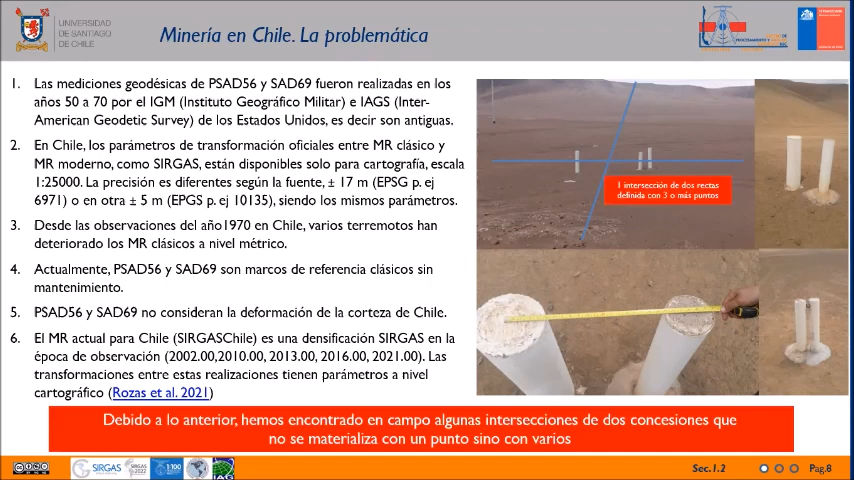 UNIVERSIDAD
DE SANTIAGO
DE CHILE
Minería en Chile. La problemática
1. Las mediciones geodésicas de PSAD56 y SAD69 fueron realizadas en los
años 50 a 70 por el IGM (Instituto Geográfico Militar) e IAGS (Inter-
American Geodetic Survey) de los Estados Unidos, es decir son antiguas.
2. En Chile, los parámetros de transformación oficiales entre MR clásico y
MR moderno, como SIRGAS, están disponibles solo para cartografía, escala
1:25000. La precisión es diferentes según la fuente, ± 17 m (EPSG p. ej
6971) o en otra ± 5 m (EPGS p. ej 10135), siendo los mismos parámetros.
3. Desde las observaciones del año1970 en Chile, varios terremotos han
deteriorado los MR clásicos a nivel métrico.
4. Actualmente, PSAD56 y SAD69 son marcos de referencia clásicos sin
mantenimiento.
5. PSAD56 y SAD69 no consideran la deformación de la corteza de Chile.
6. El MR actual para Chile (SIRGASChile) es una densificación SIRGAS en la
época de observación (2002.00,2010.00, 2013.00, 2016.00, 2021.00). Las
transformaciones entre estas realizaciones tienen parámetros a nivel
cartográfico (Rozas et al. 2021)
1 intersección de dos rectas
definida con 3 o más puntos
Debido a lo anterior, hemos encontrado en campo algunas intersecciones de dos concesiones que
no se materializa con un punto sino con varios
SIRGAS
SIRGAS
2022
1:100
IAG
Sec.1.2
Pag.8